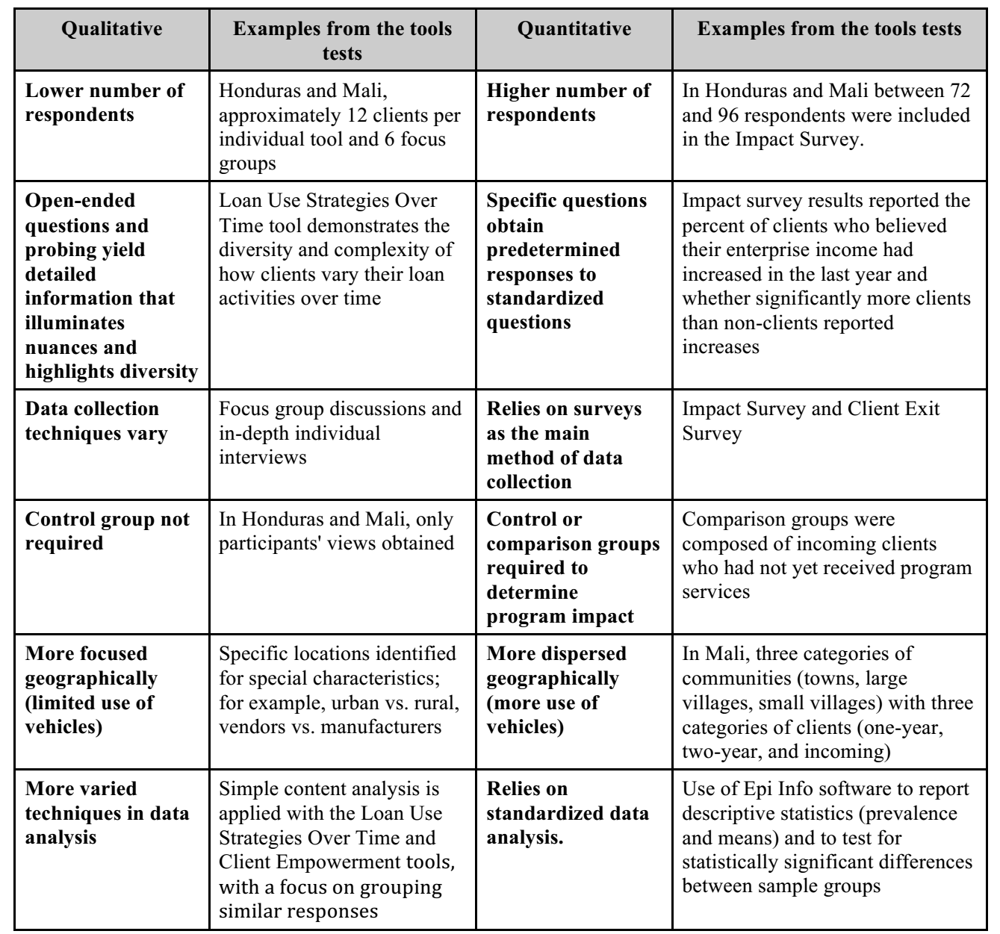 Qualitative
Examples from the tools
tests
Quantitative
Examples from the tools tests
Lower number of
respondents
Honduras and Mali,
approximately 12 clients per
individual tool and 6 focus
groups
Higher number of
respondents
In Honduras and Mali between 72
and 96 respondents were included
in the Impact Survey.
Open-ended
questions and
probing yield
detailed
information that
illuminates
nuances and
highlights diversity
Loan Use Strategies Over
Time tool demonstrates the
diversity and complexity of
how clients vary their loan
activities over time
Specific questions
obtain
predetermined
responses to
standardized
questions
Impact survey results reported the
percent of clients who believed
their enterprise income had
increased in the last year and
whether significantly more clients
than non-clients reported
increases
Data collection
techniques vary
Focus group discussions and
in-depth individual
interviews
Relies on surveys
as the main
method of data
collection
Impact Survey and Client Exit
Survey
Control group not
required
In Honduras and Mali, only
participants' views obtained
Control or
comparison groups
required to
determine
program impact
Comparison groups were
composed of incoming clients
who had not yet received program
services
More focused
geographically
(limited use of
vehicles)
Specific locations identified
for special characteristics;
for example, urban vs. rural,
vendors vs. manufacturers
More dispersed
geographically
(more use of
vehicles)
In Mali, three categories of
communities (towns, large
villages, small villages) with three
categories of clients (one-year,
two-year, and incoming)
More varied
techniques in data
analysis
Simple content analysis is
applied with the Loan Use
Strategies Over Time and
Client Empowerment tools,
with a focus on grouping
similar responses
Relies on
standardized data
analysis.
Use of Epi Info software to report
descriptive statistics (prevalence
and means) and to test for
statistically significant differences
between sample groups